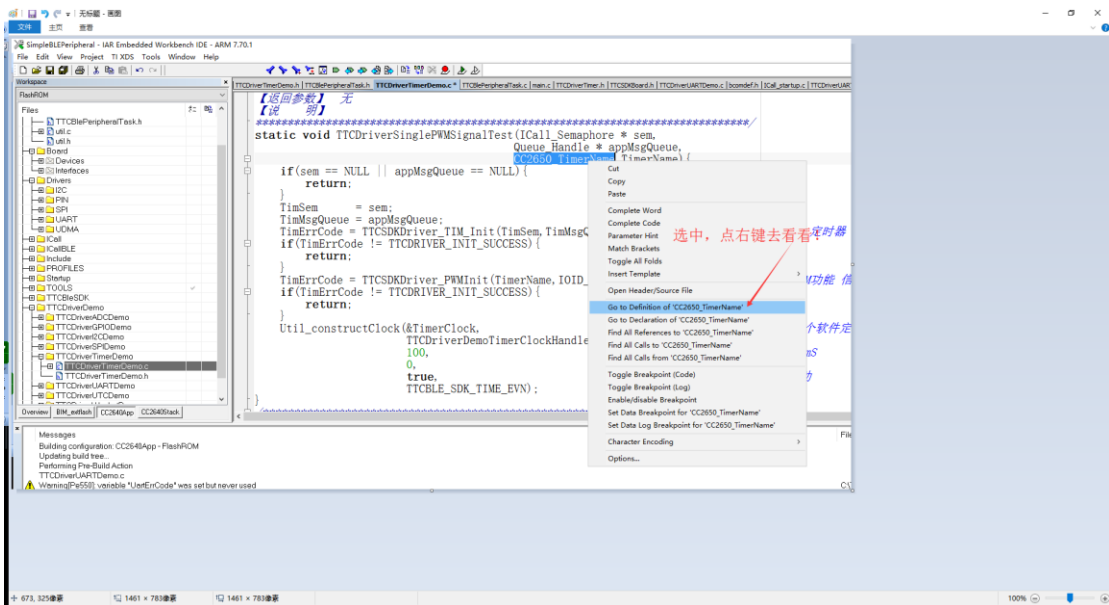 无标题 - 画图
文件 主页 查看
SimpleBLEPeripheral - IAR Embedded Workbench IDE - ARM 7.70.1
File Edit View Project TI XDS Tools Window Help
Workspace
FlashROM
Files
TTCBlePeripheralTask.h
util.c
util.h
Board
Devices
Interfaces
Drivers
I2C
PIN
SPI
UART
UDMA
ICall
ICallBLE
Include
PROFILES
Startup
TOOLS
TTCBleSDK
TTCDriverDemo
TTCDriverADCDemo
TTCDriverGPIODemo
TTCDriverI2CDemo
TTCDriverSPIDemo
TTCDriverTimerDemo
TTCDriverTimerDemo.c
TTCDriverTimerDemo.h
TTCDriverUARTDemo
TTCDriverUTCDemo
Overview BIM_extflash CC2640App CC2640Stack
TTCDriverTimerDemo.h TTCBlePeripheralTask.h TTCDriverTimerDemo.c * TTCBlePeripheralTask.c main.c TTCDriverTimer.h TTCSDKBoard.h TTCDriverUARTDemo.c bcomdef.h ICall_startup.c TTCDriverUAR
【返回参数】 无
【说 明】
static void TTCDriverSinglePWMSignalTest(ICall_Semaphore * sem,
Queue_Handle * appMsgQueue,
CC2650_TimerName TimerName){
if(sem == NULL || appMsgQueue == NULL){
return;
}
TimSem = sem;
TimMsgQueue = appMsgQueue;
TimErrCode = TTCSDKDriver_TIM_Init(TimSem,TimMsgQ 定时器
if(TimErrCode != TTCDRIVER_INIT_SUCCESS){
return;
}
TimErrCode = TTCSDKDriver_PWMInit(TimerName,IOID_ M功能 信
if(TimErrCode != TTCDRIVER_INIT_SUCCESS){
return;
}
Util_constructClock(&TimerClock, 个软件定
TTCDriverDemoTimerClockHandle
100, mS
0,
true,
TTCBLE_SDK_TIME_EVN);
}
Cut
Copy
Paste
Complete Word
Complete Code
Parameter Hint
Match Brackets
Toggle All Folds
Insert Template
Open Header/Source File
Go to Definition of 'CC2650_TimerName'
Go to Declaration of 'CC2650_TimerName'
Find All References to 'CC2650_TimerName'
Find All Calls to 'CC2650_TimerName'
Find All Calls from 'CC2650_TimerName'
Toggle Breakpoint (Code)
Toggle Breakpoint (Log)
Enable/disable Breakpoint
Set Data Breakpoint for 'CC2650_TimerName'
Set Data Log Breakpoint for 'CC2650_TimerName'
Character Encoding
Options...
选中，点右键去看看！
Messages
Building configuration: CC2640App - FlashROM
Updating build tree...
Performing Pre-Build Action
TTCDriverUARTDemo.c
Warning[Pe550]: variable "UartErrCode" was set but never used
673, 325像素 1461 × 783像素 1461 × 783像素 100%